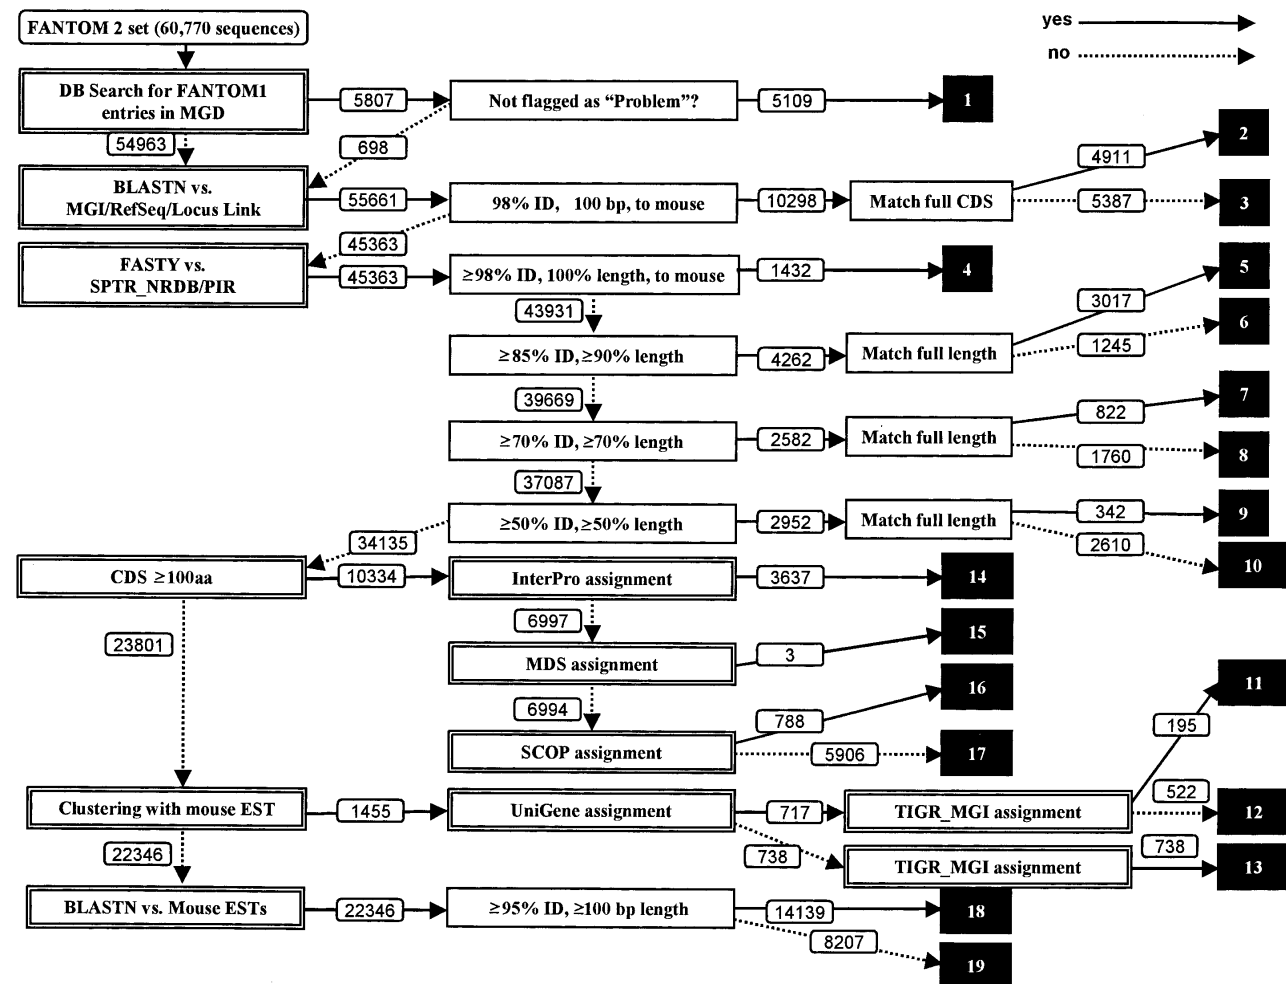 FANTOM 2 set (60,770 sequences)
yes
no
DB Search for FANTOM1
entries in MGD
5807
Not flagged as “Problem”?
5109
1
54963
698
2
4911
BLASTN vs.
MGI/RefSeq/Locus Link
55661
98% ID, 100 bp, to mouse
10298
Match full CDS
5387
3
45363
FASTY vs.
SPTR_NRDB/PIR
45363
≥98% ID, 100% length, to mouse
1432
4
5
3017
43931
6
≥85% ID, ≥90% length
4262
Match full length
1245
39669
7
822
≥70% ID, ≥70% length
2582
Match full length
1760
8
37087
≥50% ID, ≥50% length
2952
Match full length
342
9
34135
2610
10
CDS ≥100aa
10334
InterPro assignment
3637
14
6997
15
23801
MDS assignment
3
6994
16
11
788
195
SCOP assignment
5906
17
Clustering with mouse EST
1455
UniGene assignment
717
TIGR_MGI assignment
522
12
22346
738
TIGR_MGI assignment
738
13
BLASTN vs. Mouse ESTs
22346
≥95% ID, ≥100 bp length
14139
18
8207
19